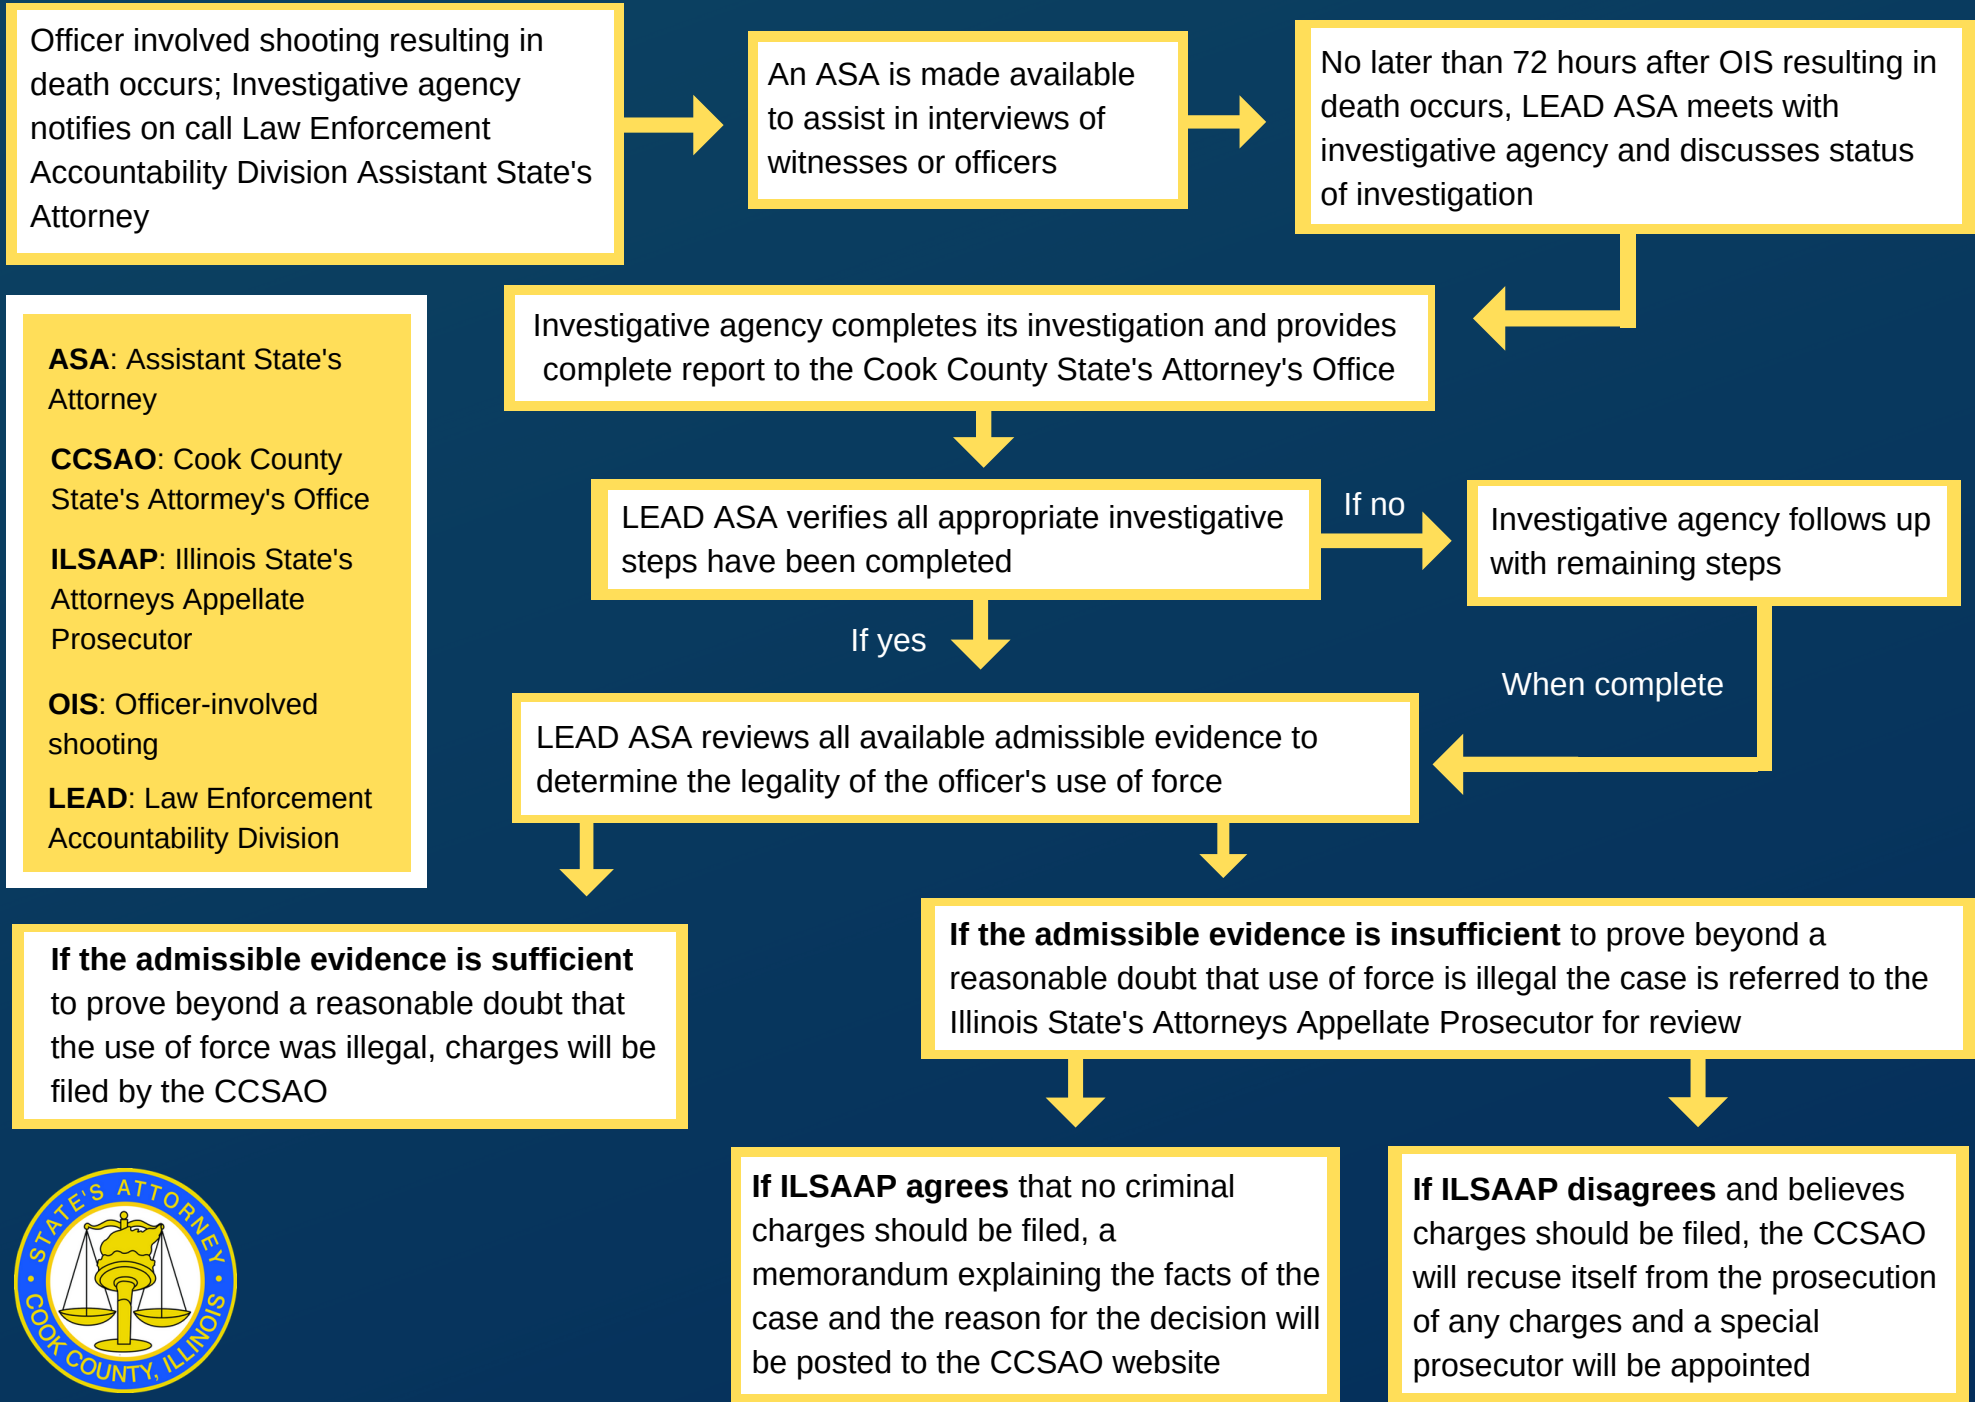 Officer involved shooting resulting in
death occurs; Investigative agency
notifies on call Law Enforcement
Accountability Division Assistant State's
Attorney
An ASA is made available
to assist in interviews of
witnesses or officers
No later than 72 hours after OIS resulting in
death occurs, LEAD ASA meets with
investigative agency and discusses status
of investigation
ASA: Assistant State's
Attorney
CCSAO: Cook County
State's Attormey's Office
ILSAAP: Illinois State's
Attorneys Appellate
Prosecutor
OIS: Officer-involved
shooting
LEAD: Law Enforcement
Accountability Division
Investigative agency completes its investigation and provides
complete report to the Cook County State's Attorney's Office
LEAD ASA verifies all appropriate investigative
steps have been completed
If no
Investigative agency follows up
with remaining steps
If yes
When complete
LEAD ASA reviews all available admissible evidence to
determine the legality of the officer's use of force
If the admissible evidence is sufficient
to prove beyond a reasonable doubt that
the use of force was illegal, charges will be
filed by the CCSAO
If the admissible evidence is insufficient to prove beyond a
reasonable doubt that use of force is illegal the case is referred to the
Illinois State's Attorneys Appellate Prosecutor for review
If ILSAAP agrees that no criminal
charges should be filed, a
memorandum explaining the facts of the
case and the reason for the decision will
be posted to the CCSAO website
If ILSAAP disagrees and believes
charges should be filed, the CCSAO
will recuse itself from the prosecution
of any charges and a special
prosecutor will be appointed
STATE'S ATTORNEY
COOK COUNTY, ILLINOIS